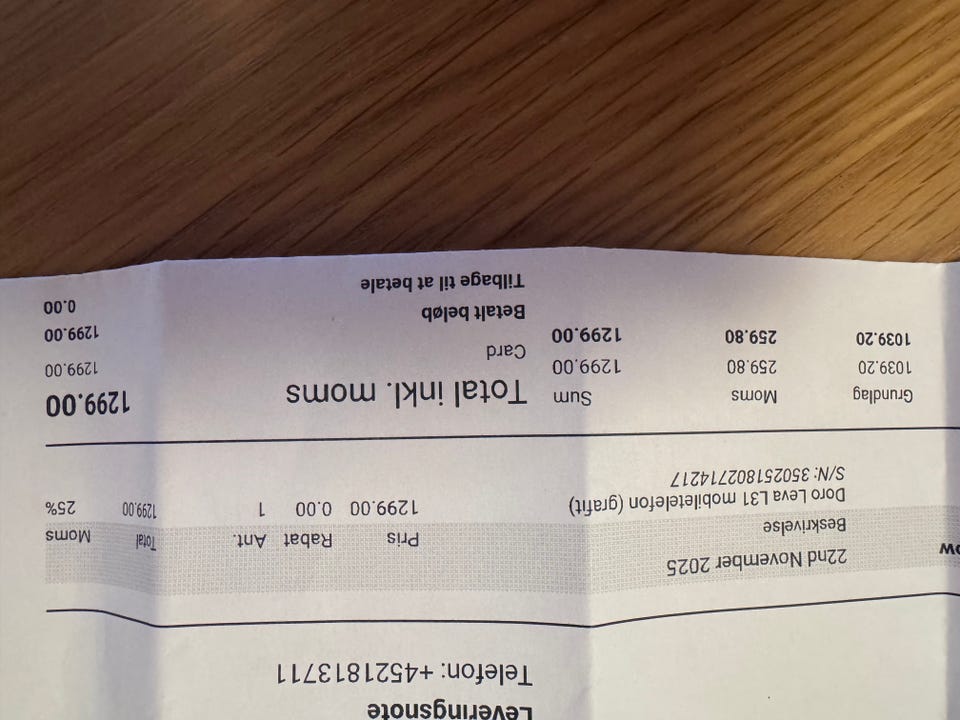 Leveringsnote
Telefon: +4521813711
22nd November 2025
Beskrivelse Pris Rabat Ant. Total Moms
Doro Leva L31 mobiltelefon (grafit) 1299.00 0.00 1 1299.00 25%
S/N: 350251802714217
Grundlag Moms Sum Total inkl. moms 1299.00
1039.20 259.80 1299.00 Card 1299.00
1039.20 259.80 1299.00 Betalt beløb 1299.00
Tilbage til at betale 0.00